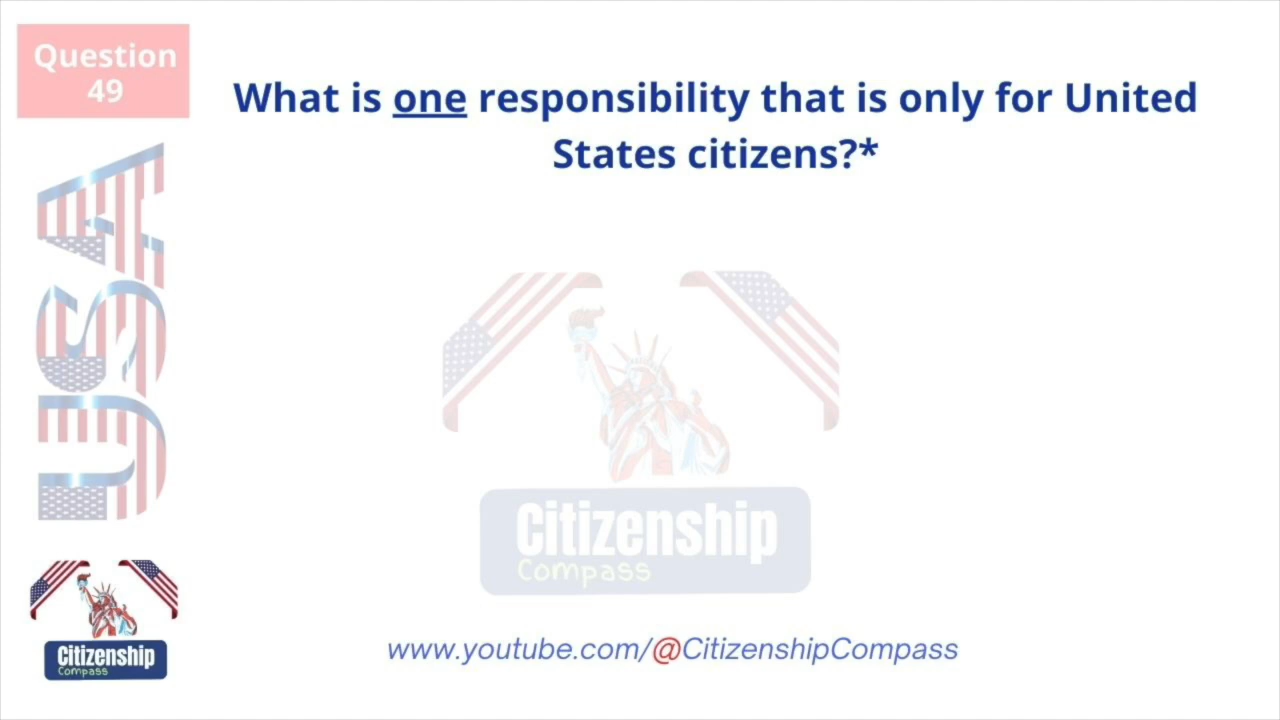 Question
49
What is one responsibility that is only for United
States citizens?*
USA
Citizenship
Compass
Citizenship
Compass
www.youtube.com/@CitizenshipCompass